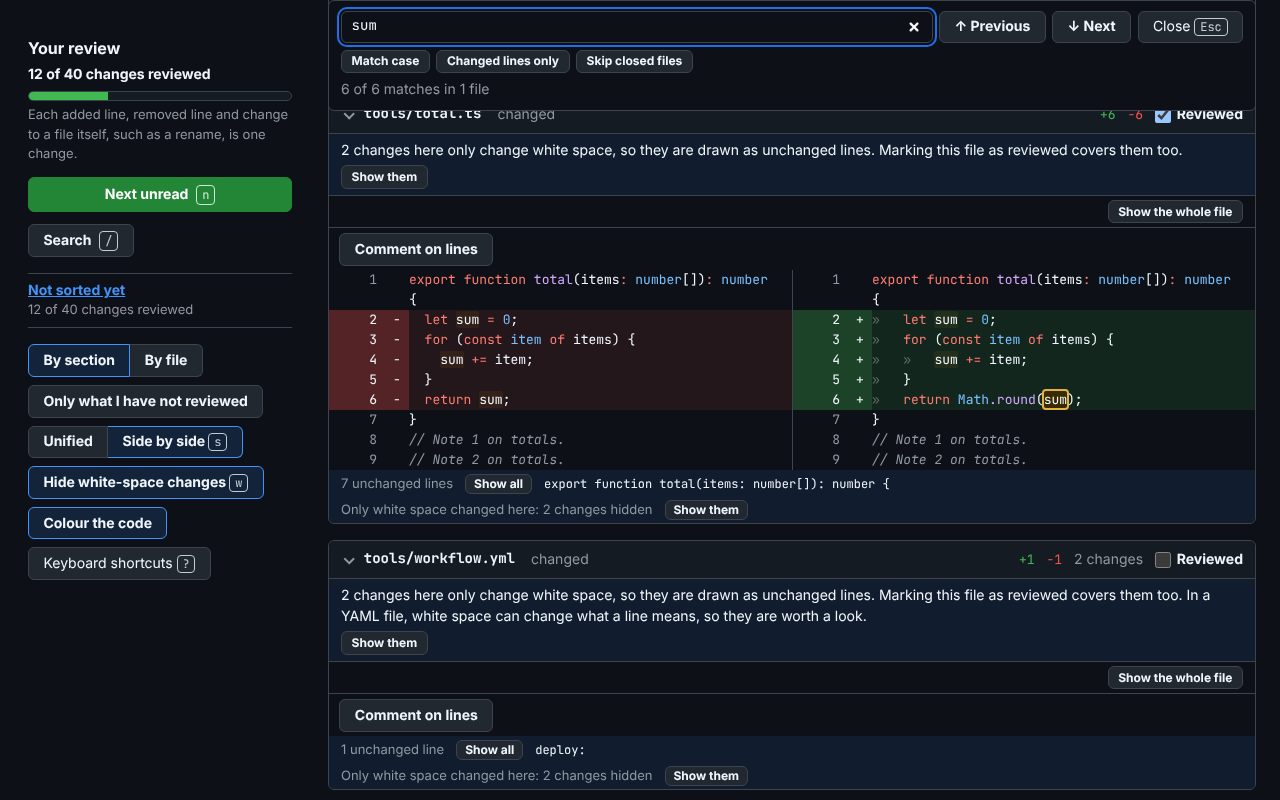 Your review
12 of 40 changes reviewed
Each added line, removed line and change
to a file itself, such as a rename, is one
change.
Next unread n
Search /
Not sorted yet
12 of 40 changes reviewed
By section By file
Only what I have not reviewed
Unified Side by side s
Hide white-space changes w
Colour the code
Keyboard shortcuts ?
sum × ↑ Previous ↓ Next Close Esc
Match case Changed lines only Skip closed files
6 of 6 matches in 1 file
tools/total.ts changed +6 -6 Reviewed
2 changes here only change white space, so they are drawn as unchanged lines. Marking this file as reviewed covers them too.
Show them
Show the whole file
Comment on lines
1 export function total(items: number[]): number 1 export function total(items: number[]): number
{ {
2 - let sum = 0; 2 + » let sum = 0;
3 - for (const item of items) { 3 + » for (const item of items) {
4 - sum += item; 4 + » » sum += item;
5 - } 5 + » }
6 - return sum; 6 + » return Math.round(sum);
7 } 7 }
8 // Note 1 on totals. 8 // Note 1 on totals.
9 // Note 2 on totals. 9 // Note 2 on totals.
7 unchanged lines Show all export function total(items: number[]): number {
Only white space changed here: 2 changes hidden Show them
tools/workflow.yml changed +1 -1 2 changes Reviewed
2 changes here only change white space, so they are drawn as unchanged lines. Marking this file as reviewed covers them too. In a
YAML file, white space can change what a line means, so they are worth a look.
Show them
Show the whole file
Comment on lines
1 unchanged line Show all deploy:
Only white space changed here: 2 changes hidden Show them